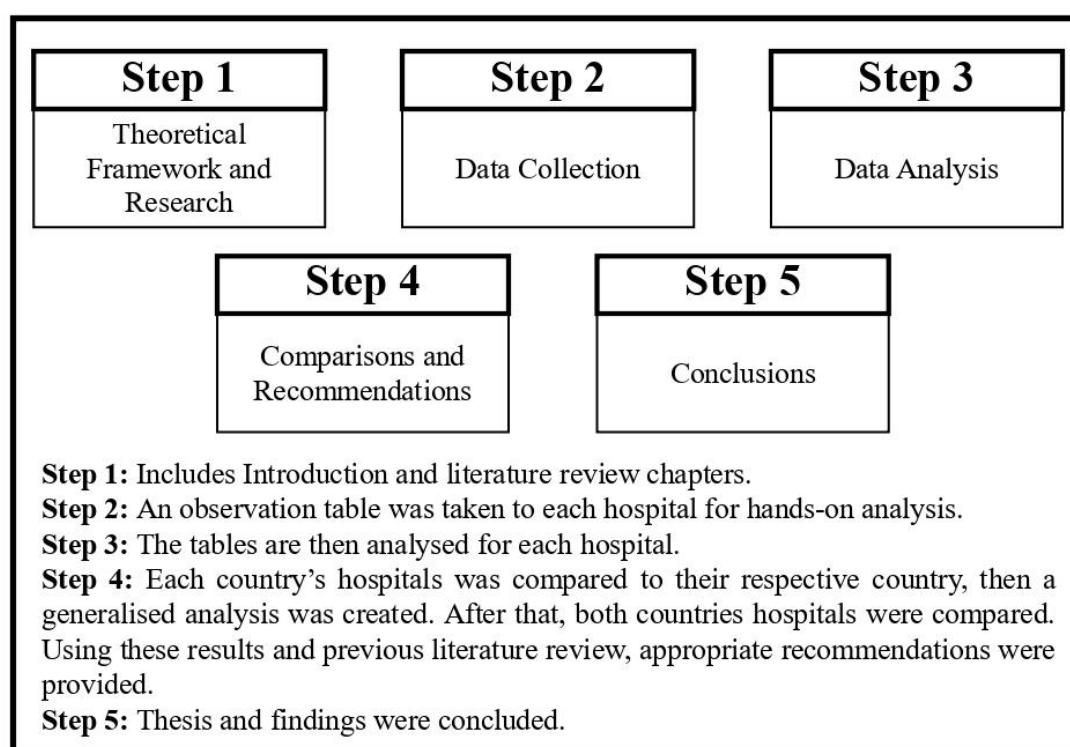 Step 1
Step 2
Step 3
Theoretical
Framework and
Research
Data Collection
Data Analysis
Step 4
Step 5
Comparisons and
Recommendations
Conclusions
Step 1: Includes Introduction and literature review chapters.
Step 2: An observation table was taken to each hospital for hands-on analysis.
Step 3: The tables are then analysed for each hospital.
Step 4: Each country’s hospitals was compared to their respective country, then a
generalised analysis was created. After that, both countries hospitals were compared.
Using these results and previous literature review, appropriate recommendations were
provided.
Step 5: Thesis and findings were concluded.